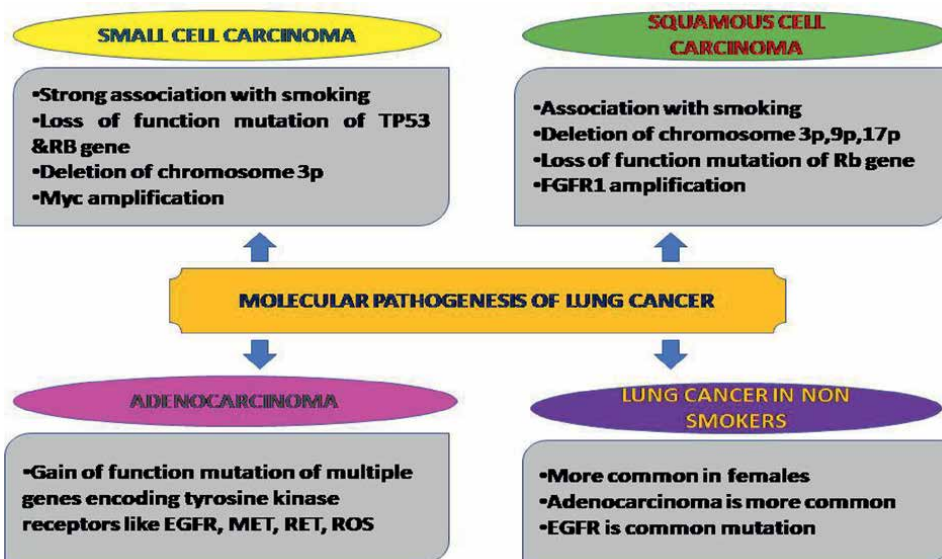 SMALL CELL CARCINOMA
•Strong association with smoking
•Loss of function mutation of TP53
&RB gene
•Deletion of chromosome 3p
•Myc amplification
SQUAMOUS CELL
CARCINOMA
•Association with smoking
•Deletion of chromosome 3p,9p,17p
•Loss of function mutation of Rb gene
•FGFR1 amplification
MOLECULAR PATHOGENESIS OF LUNG CANCER
ADENOCARCINOMA
•Gain of function mutation of multiple
genes encoding tyrosine kinase
receptors like EGFR, MET, RET, ROS
LUNG CANCER IN NON
SMOKERS
•More common in females
•Adenocarcinoma is more common
•EGFR is common mutation